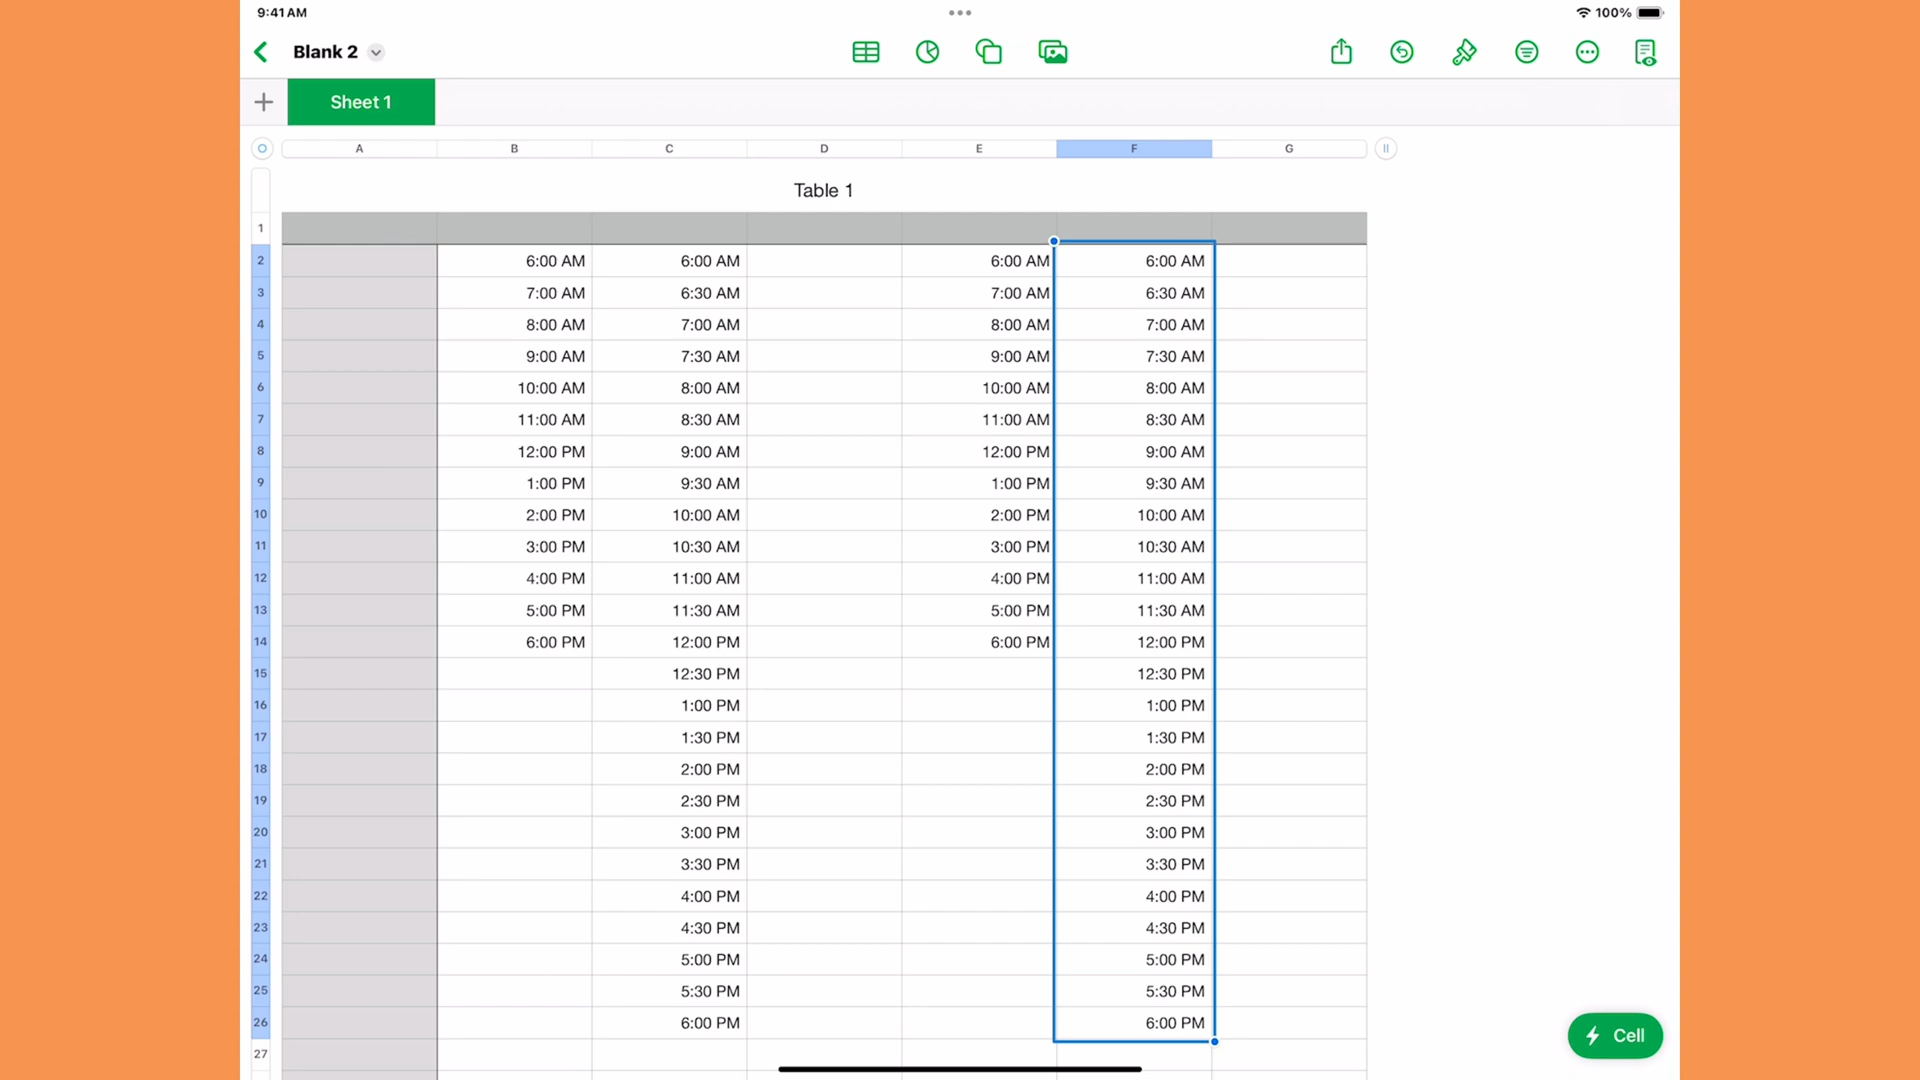 9:41 AM
100%
Blank 2
Sheet 1
A B C D E F G
Table 1
1
2 6:00 AM 6:00 AM 6:00 AM 6:00 AM
3 7:00 AM 6:30 AM 7:00 AM 6:30 AM
4 8:00 AM 7:00 AM 8:00 AM 7:00 AM
5 9:00 AM 7:30 AM 9:00 AM 7:30 AM
6 10:00 AM 8:00 AM 10:00 AM 8:00 AM
7 11:00 AM 8:30 AM 11:00 AM 8:30 AM
8 12:00 PM 9:00 AM 12:00 PM 9:00 AM
9 1:00 PM 9:30 AM 1:00 PM 9:30 AM
10 2:00 PM 10:00 AM 2:00 PM 10:00 AM
11 3:00 PM 10:30 AM 3:00 PM 10:30 AM
12 4:00 PM 11:00 AM 4:00 PM 11:00 AM
13 5:00 PM 11:30 AM 5:00 PM 11:30 AM
14 6:00 PM 12:00 PM 6:00 PM 12:00 PM
15 12:30 PM 12:30 PM
16 1:00 PM 1:00 PM
17 1:30 PM 1:30 PM
18 2:00 PM 2:00 PM
19 2:30 PM 2:30 PM
20 3:00 PM 3:00 PM
21 3:30 PM 3:30 PM
22 4:00 PM 4:00 PM
23 4:30 PM 4:30 PM
24 5:00 PM 5:00 PM
25 5:30 PM 5:30 PM
26 6:00 PM 6:00 PM
27
Cell